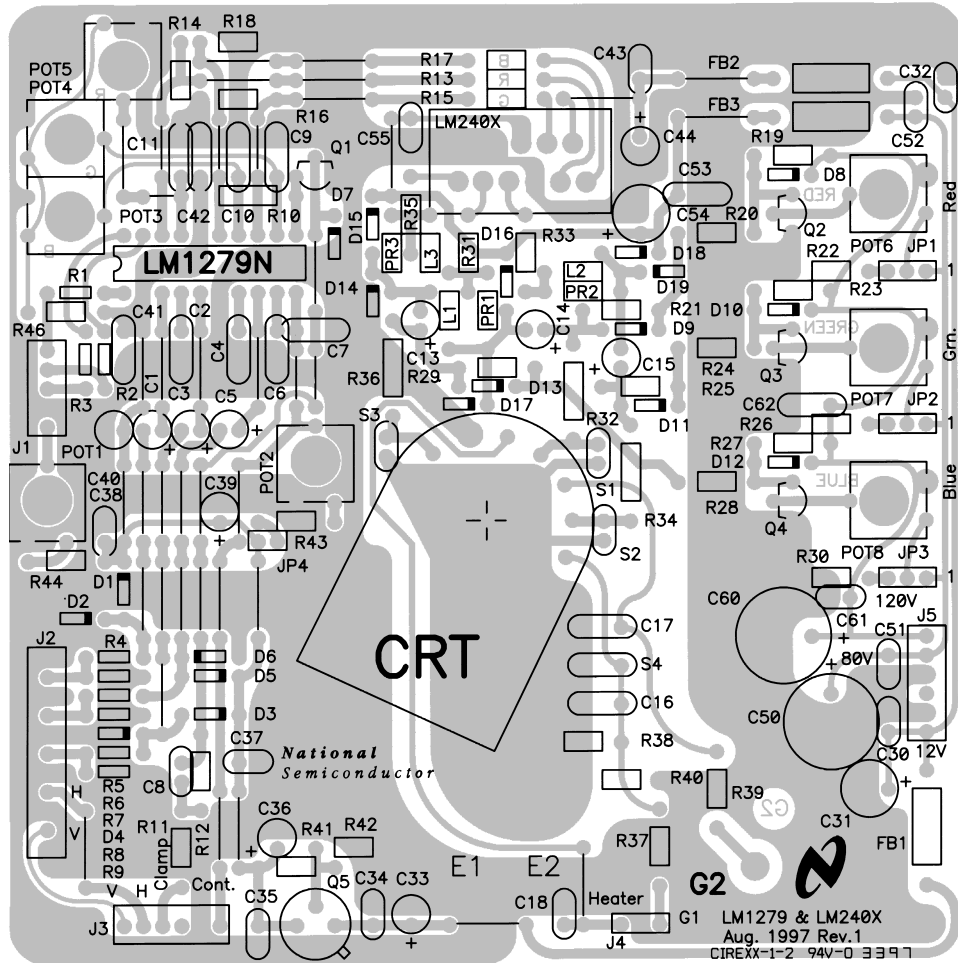 R14 R18
POT5
POT4
R17
R13
R15
B
R
G
C43
FB2
C32
FB3
R
R16
LM240X
C52
C11
C9
C55
C44
R19
G
Q1
C53
D8
RED
Red
D7
R35
C54
R20
Q2
POT3 C42 C10 R10
D15
D16
R33
R22
POT6 JP1
B
LM1279N
PR3
L3
R31
D18
L2
PR2
D19
R23
1
R1
D14
L1
PR1
C14
R21
D10
R46
C41 C2
D9
GREEN
Grn.
C4
C7
C13
C15
R24
Q3
R2 C1 C3 C5 C6
R36
R29
D13
R25
POT7 JP2
R3
D17
C62
S3
R32
D11
R26
1
J1
POT1
POT2
R27
D12
C40
C38
C39
S1
R28
BLUE
Blue
Q4
R34
R43
S2
R44
D1
JP4
R30
POT8 JP3
1
D2
C60
120V
C61
J5
J2
R4
C17
C51
CRT
80V
D6
D5
S4
D3
C16
C50
C37
National
Semiconductor
R38
C30
12V
C8
R40
R39
H
R5
R6
R7
D4
R8
R9
V
R11
R12
C36
R41
R42
R37
G2
C31
FB1
Clamp
E1 E2
V H
Cont.
Q5
C34
C33
C35
C18
Heater
G2
J3
J4
G1
LM1279 & LM240X
Aug. 1997 Rev.1
CIREXX-1-2 94V-0 3397